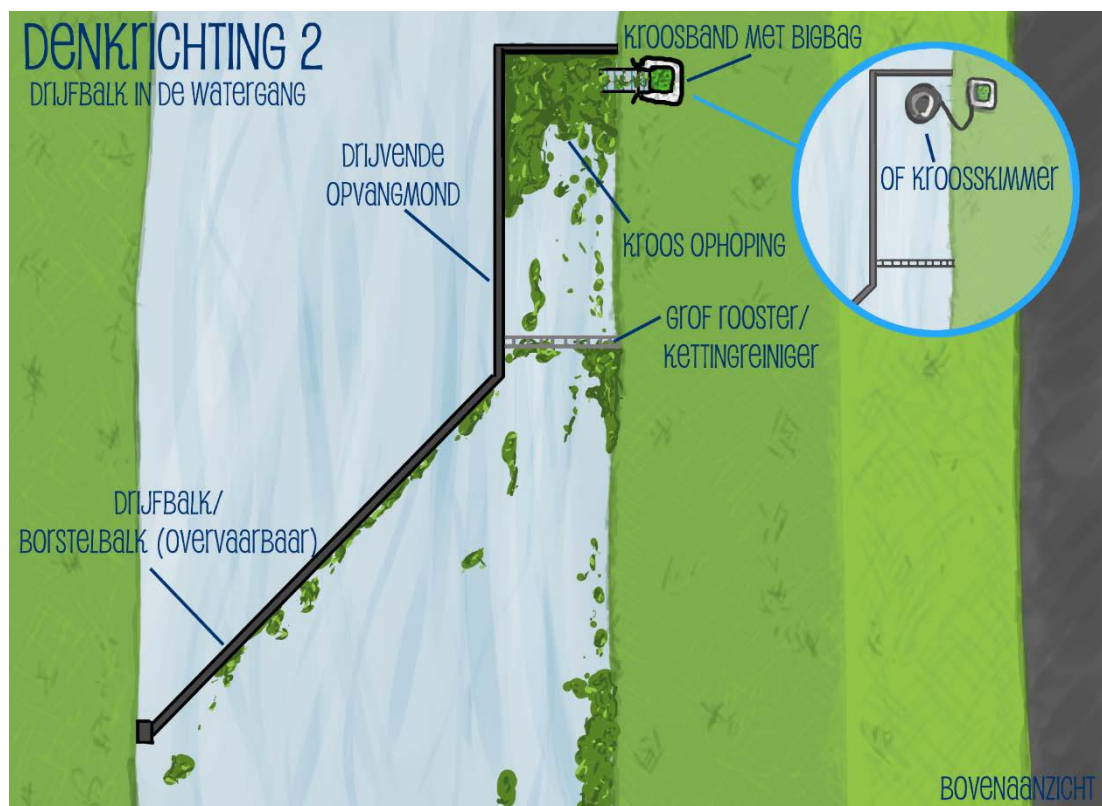 DENKRICHTING 2
DRIJFBALK IN DE WATERGANG
KROOSBAND MET BIGBAG
DRIJVENDE
OPVANGMOND
OF KROOSSKIMMER
KROOS OPHOPING
GROF ROOSTER/
KETTINGREINIGER
DRIJFBALK/
BORSTELBALK (OVERVAARBAAR)
BOVENAANZICHT